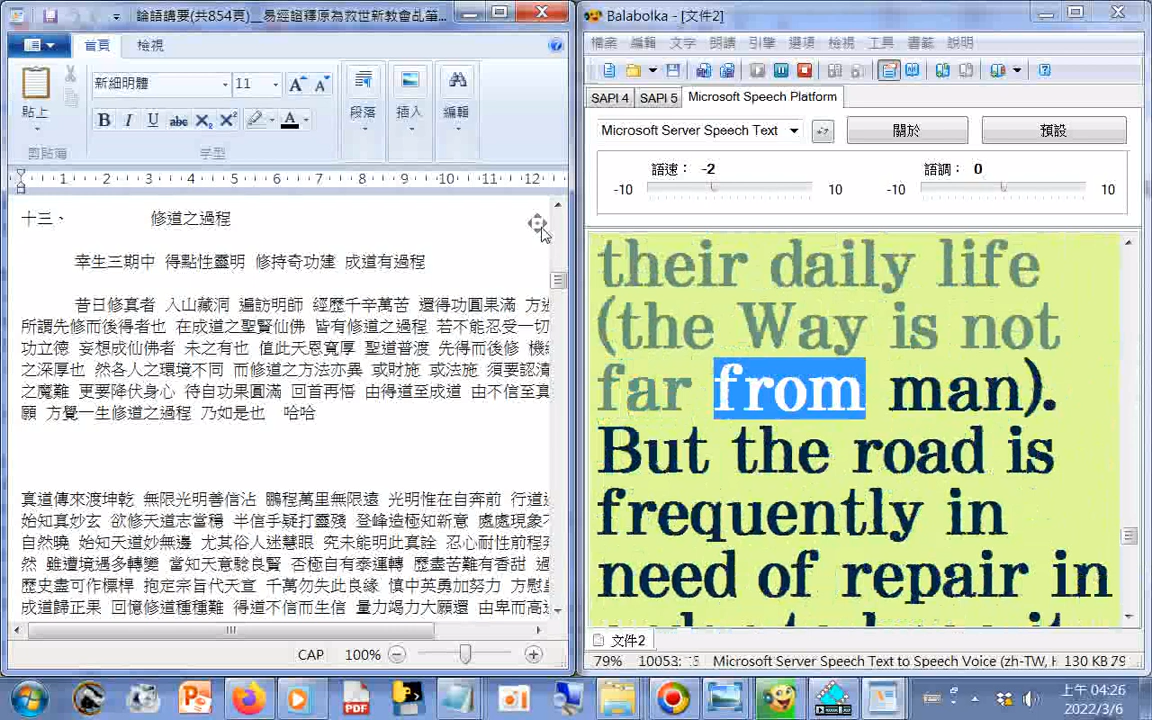 論語講要(共854頁)__易經證釋原為救世新教會乩筆...
首頁
檢視
貼上
剪貼簿
新細明體
11
B I U abc X₂ X² A
字型
段落
插入
編輯
1 2 3 4 5 6 7 8 9 10 11 12
十三、 修道之過程
幸生三期中 得點性靈明 修持奇功建 成道有過程
昔日修真者 入山藏洞 遍訪明師 經歷千辛萬苦 還得功圓果滿 方
所謂先修而後得者也 在成道之聖賢仙佛 皆有修道之過程 若不能忍受一切
功立德 妄想成仙佛者 未之有也 值此天恩寬厚 聖道普渡 先得而後修 機
之深厚也 然各人之環境不同 而修道之方法亦異 或財施 或法施 須要認清
之魔難 更要降伏身心 待自功果圓滿 回首再悟 由得道至成道 由不信至真
願 方覺一生修道之過程 乃如是也 哈哈
真道傳來渡坤乾 無限光明善信沾 鵬程萬里無限遠 光明惟在自奔前 行道
始知真妙玄 欲修天道志當穩 半信半疑打靈殘 登峰造極知新意 處處現象
自然曉 始知天道妙無邊 尤其俗人迷慧眼 究未能明此真詮 忍心耐性前程
然 雖遭境遇多轉變 當知天意驗良賢 否極自有泰運轉 歷盡苦難有香甜 過
歷史盡可作標桿 抱定宗旨代天宣 千萬勿失此良緣 慎中英勇加努力 方慰
成道歸正果 回憶修道種種難 得道不信而生信 量力竭力大願還 由卑而高
CAP 100%
Balabolka - [文件2]
檔案 編輯 文字 朗讀 引擎 選項 檢視 工具 書籤 說明
SAPI 4 SAPI 5 Microsoft Speech Platform
Microsoft Server Speech Text
關於
預設
語速： -2
-10 10
語調： 0
-10 10
their daily life
(the Way is not
far from man).
But the road is
frequently in
need of repair in
文件2
79% Microsoft Server Speech Text to Speech Voice (zh-TW, 130 KB
上午 04:26
2022/3/6